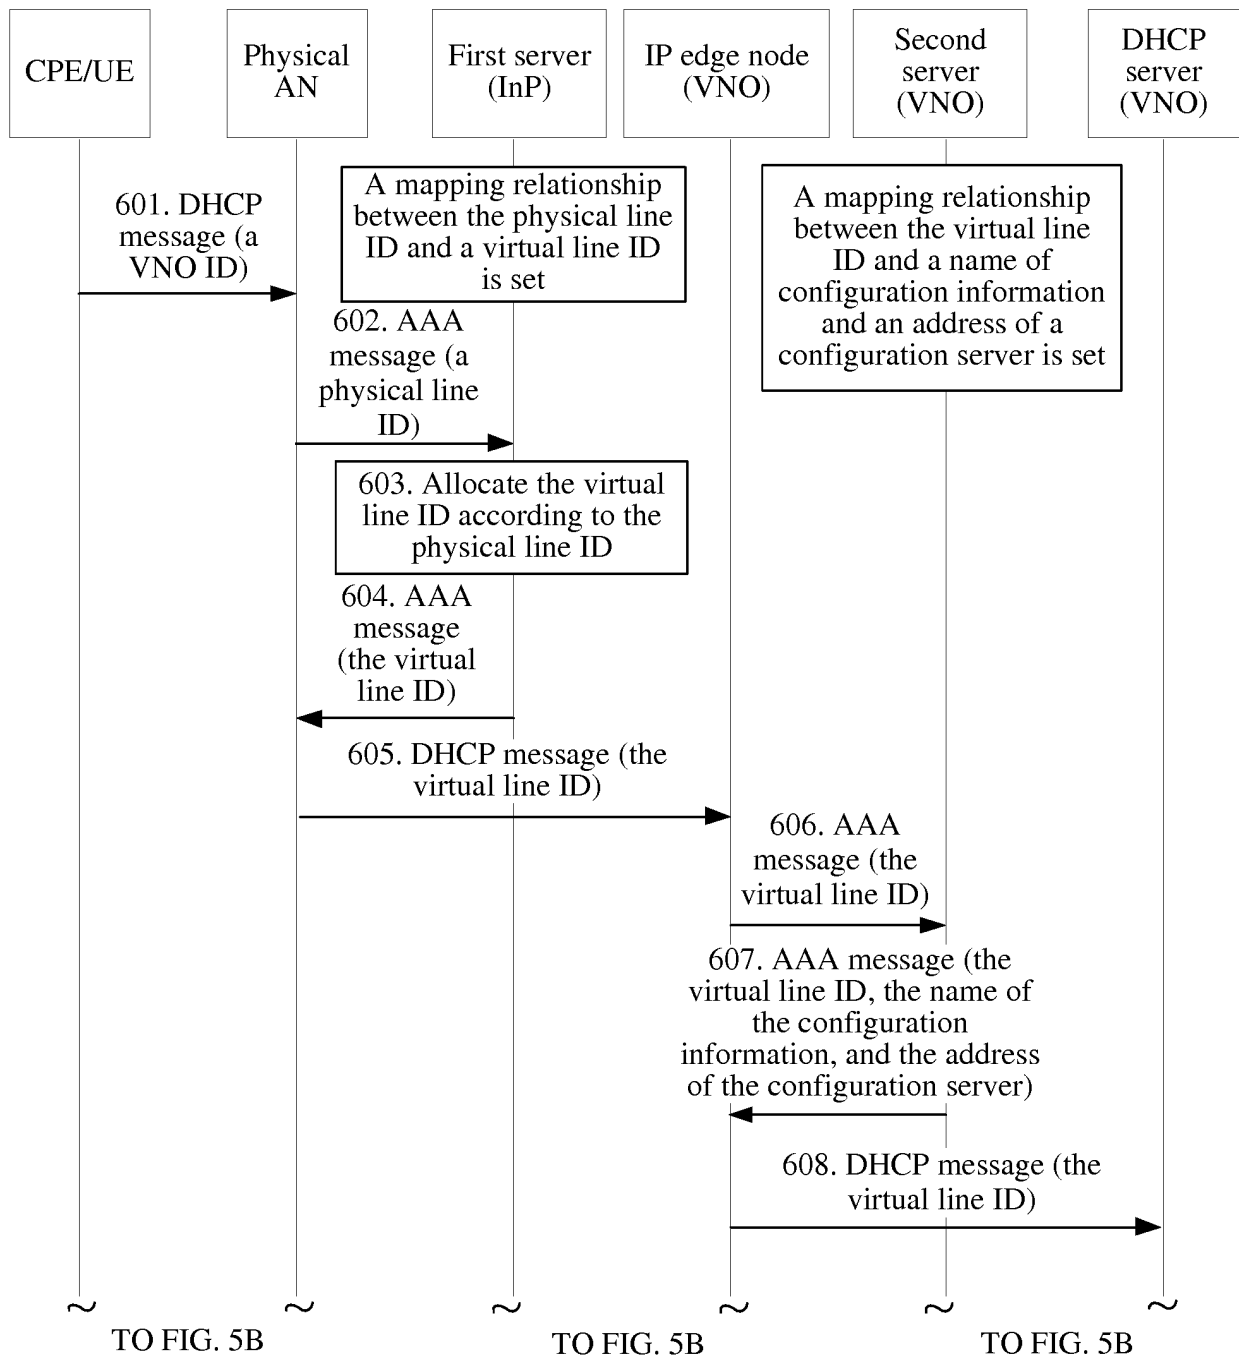 CPE/UE
Physical
AN
First server
(InP)
IP edge node
(VNO)
Second
server
(VNO)
DHCP
server
(VNO)
A mapping relationship
between the physical line
ID and a virtual line ID
is set
A mapping relationship
between the virtual line
ID and a name of
configuration information
and an address of a
configuration server is set
601. DHCP
message (a
VNO ID)
602. AAA
message (a
physical line
ID)
603. Allocate the virtual
line ID according to the
physical line ID
604. AAA
message
(the virtual
line ID)
605. DHCP message (the
virtual line ID)
606. AAA
message (the
virtual line ID)
607. AAA message (the
virtual line ID, the name of
the configuration
information, and the address
of the configuration server)
608. DHCP message (the
virtual line ID)
TO FIG. 5B
TO FIG. 5B
TO FIG. 5B